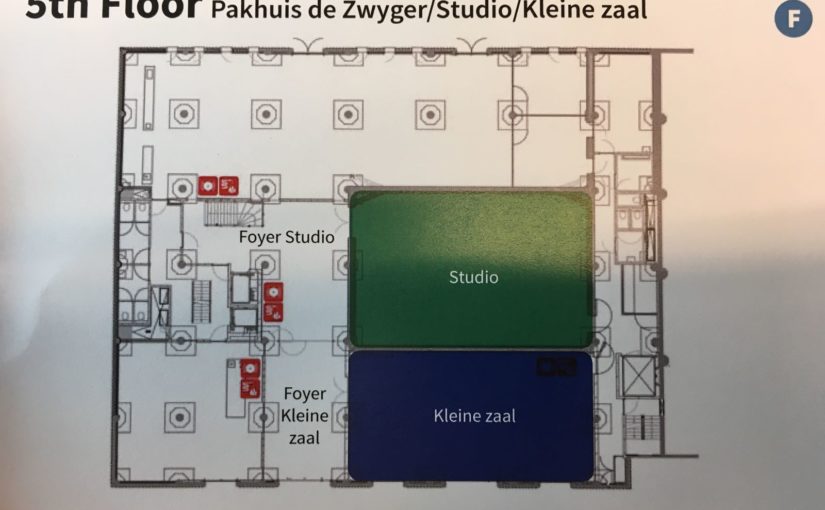 5th Floor Pakhuis de Zwyger/Studio/Kleine zaal
F
Foyer Studio
Studio
Foyer
Kleine
zaal
Kleine zaal